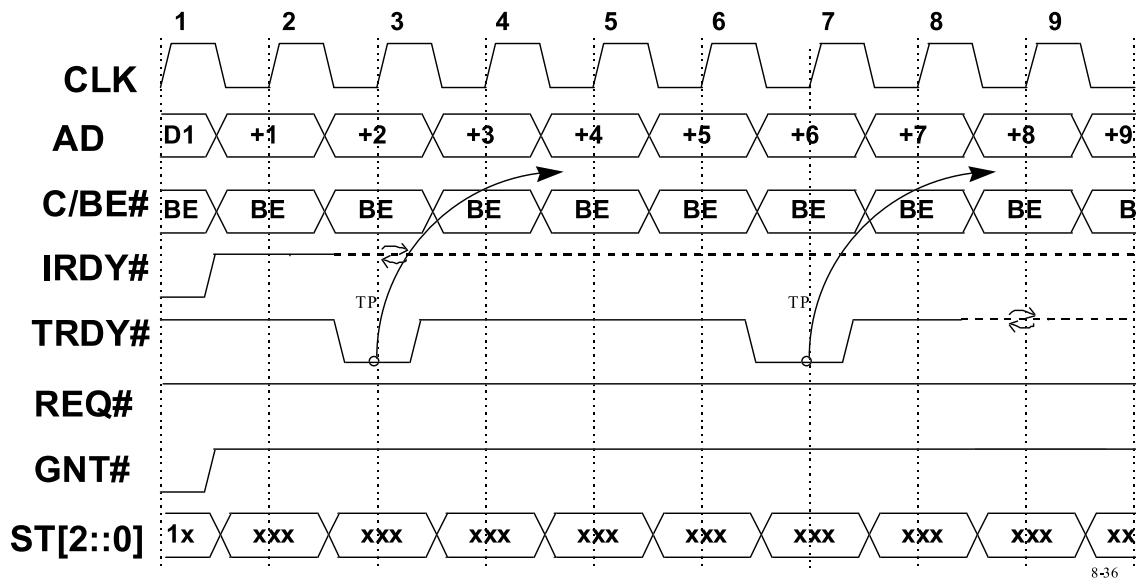 1 2 3 4 5 6 7 8 9
CLK
AD D1 +1 +2 +3 +4 +5 +6 +7 +8 +9
C/BE# BE BE BE BE BE BE BE BE BE B
IRDY#
TP TP
TRDY#
REQ#
GNT#
ST[2::0] 1x xxx xxx xxx xxx xxx xxx xxx xxx xx
8-36